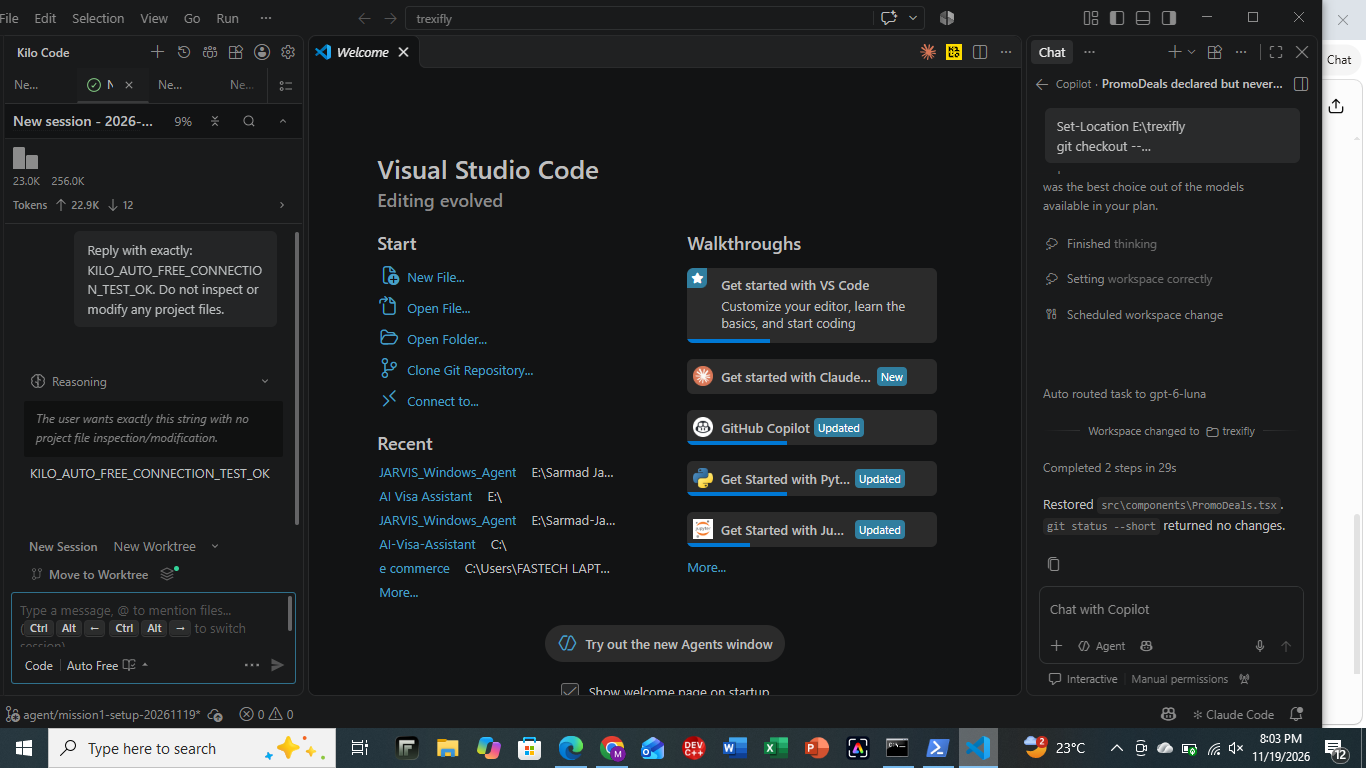 File Edit Selection View Go Run ···
trexifly
Kilo Code
Ne...
N
Ne...
Ne...
New session - 2026-... 9%
23.0K 256.0K
Tokens ↑ 22.9K ↓ 12
Reply with exactly:
KILO_AUTO_FREE_CONNECTIO
N_TEST_OK. Do not inspect or
modify any project files.
Reasoning
The user wants exactly this string with no
project file inspection/modification.
KILO_AUTO_FREE_CONNECTION_TEST_OK
New Session New Worktree
Move to Worktree
Type a message, @ to mention files...
(Ctrl Alt ← Ctrl Alt → to switch
session)
Code Auto Free
Welcome
Visual Studio Code
Editing evolved
Start
New File...
Open File...
Open Folder...
Clone Git Repository...
Connect to...
Recent
JARVIS_Windows_Agent E:\Sarmad Ja...
AI Visa Assistant E:\
JARVIS_Windows_Agent E:\Sarmad-Ja...
AI-Visa-Assistant C:\
e commerce C:\Users\FASTECH LAPT...
More...
Walkthroughs
Get started with VS Code
Customize your editor, learn the
basics, and start coding
Get started with Claude... New
GitHub Copilot Updated
Get Started with Pyt... Updated
Get Started with Ju... Updated
More...
Try out the new Agents window
Show welcome page on startup
Chat ···
Copilot · PromoDeals declared but never...
Set-Location E:\trexifly
git checkout --...
was the best choice out of the models
available in your plan.
Finished thinking
Setting workspace correctly
Scheduled workspace change
Auto routed task to gpt-6-luna
Workspace changed to trexifly
Completed 2 steps in 29s
Restored src\components\PromoDeals.tsx.
git status --short returned no changes.
Chat with Copilot
Agent
Interactive Manual permissions
Chat
agent/mission1-setup-20261119* 0 0
Claude Code
Type here to search
DEV C++
2
23°C
8:03 PM
11/19/2026
12